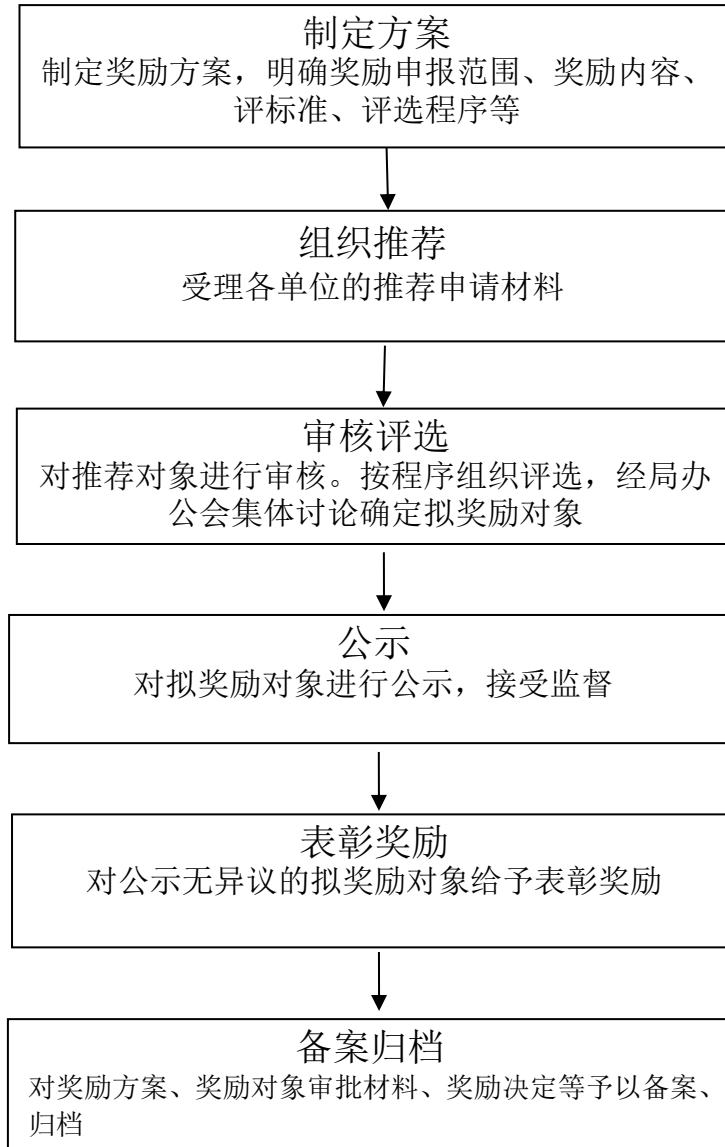 制定方案
制定奖励方案，明确奖励申报范围、奖励内容、
评标准、评选程序等
组织推荐
受理各单位的推荐申请材料
审核评选
对推荐对象进行审核。按程序组织评选，经局办
公会集体讨论确定拟奖励对象
公示
对拟奖励对象进行公示，接受监督
表彰奖励
对公示无异议的拟奖励对象给予表彰奖励
备案归档
对奖励方案、奖励对象审批材料、奖励决定等予以备案、
归档